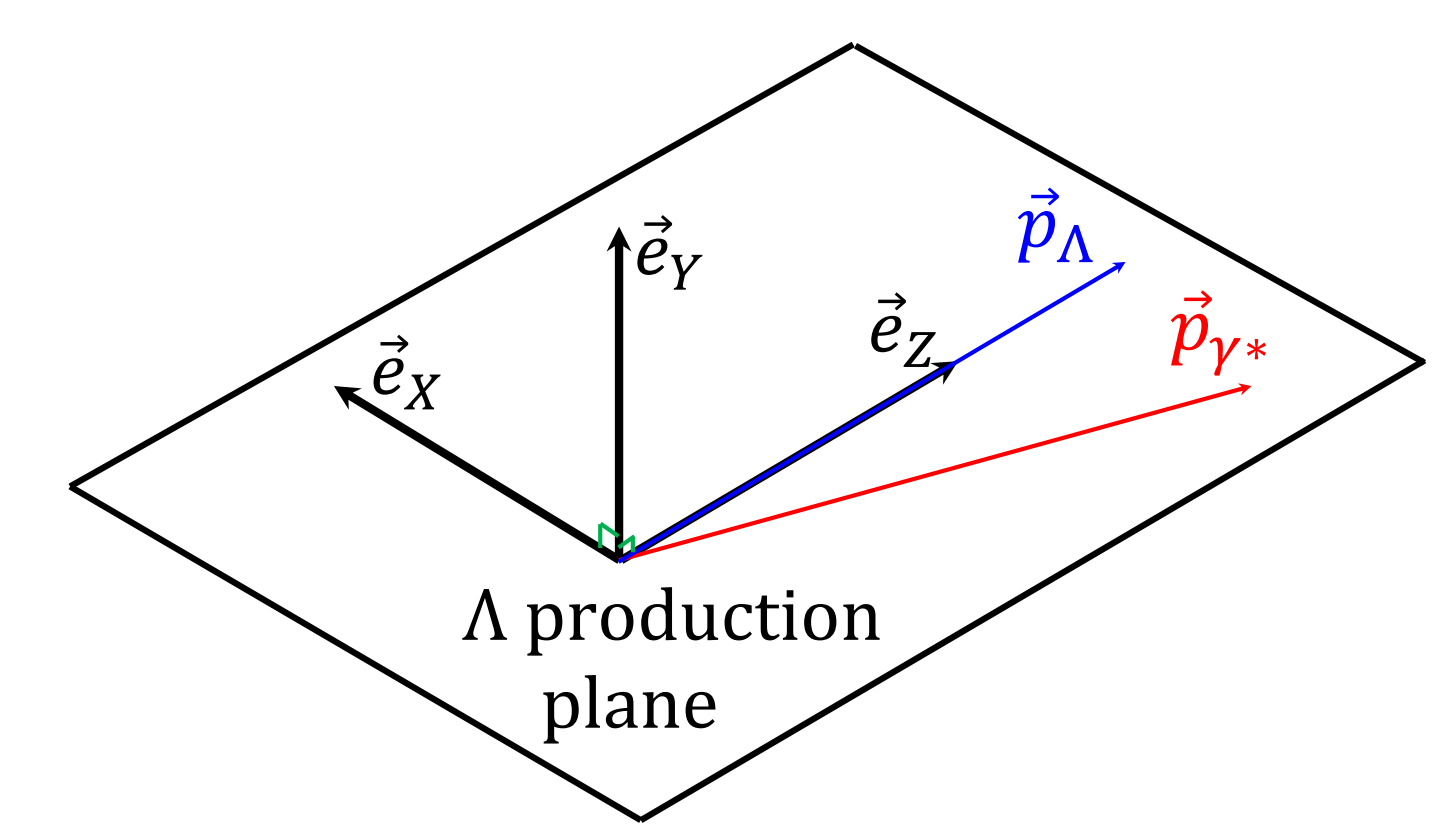 p⃗_Λ
e⃗_Y
p⃗_γ*
e⃗_Z
e⃗_X
Λ production
plane